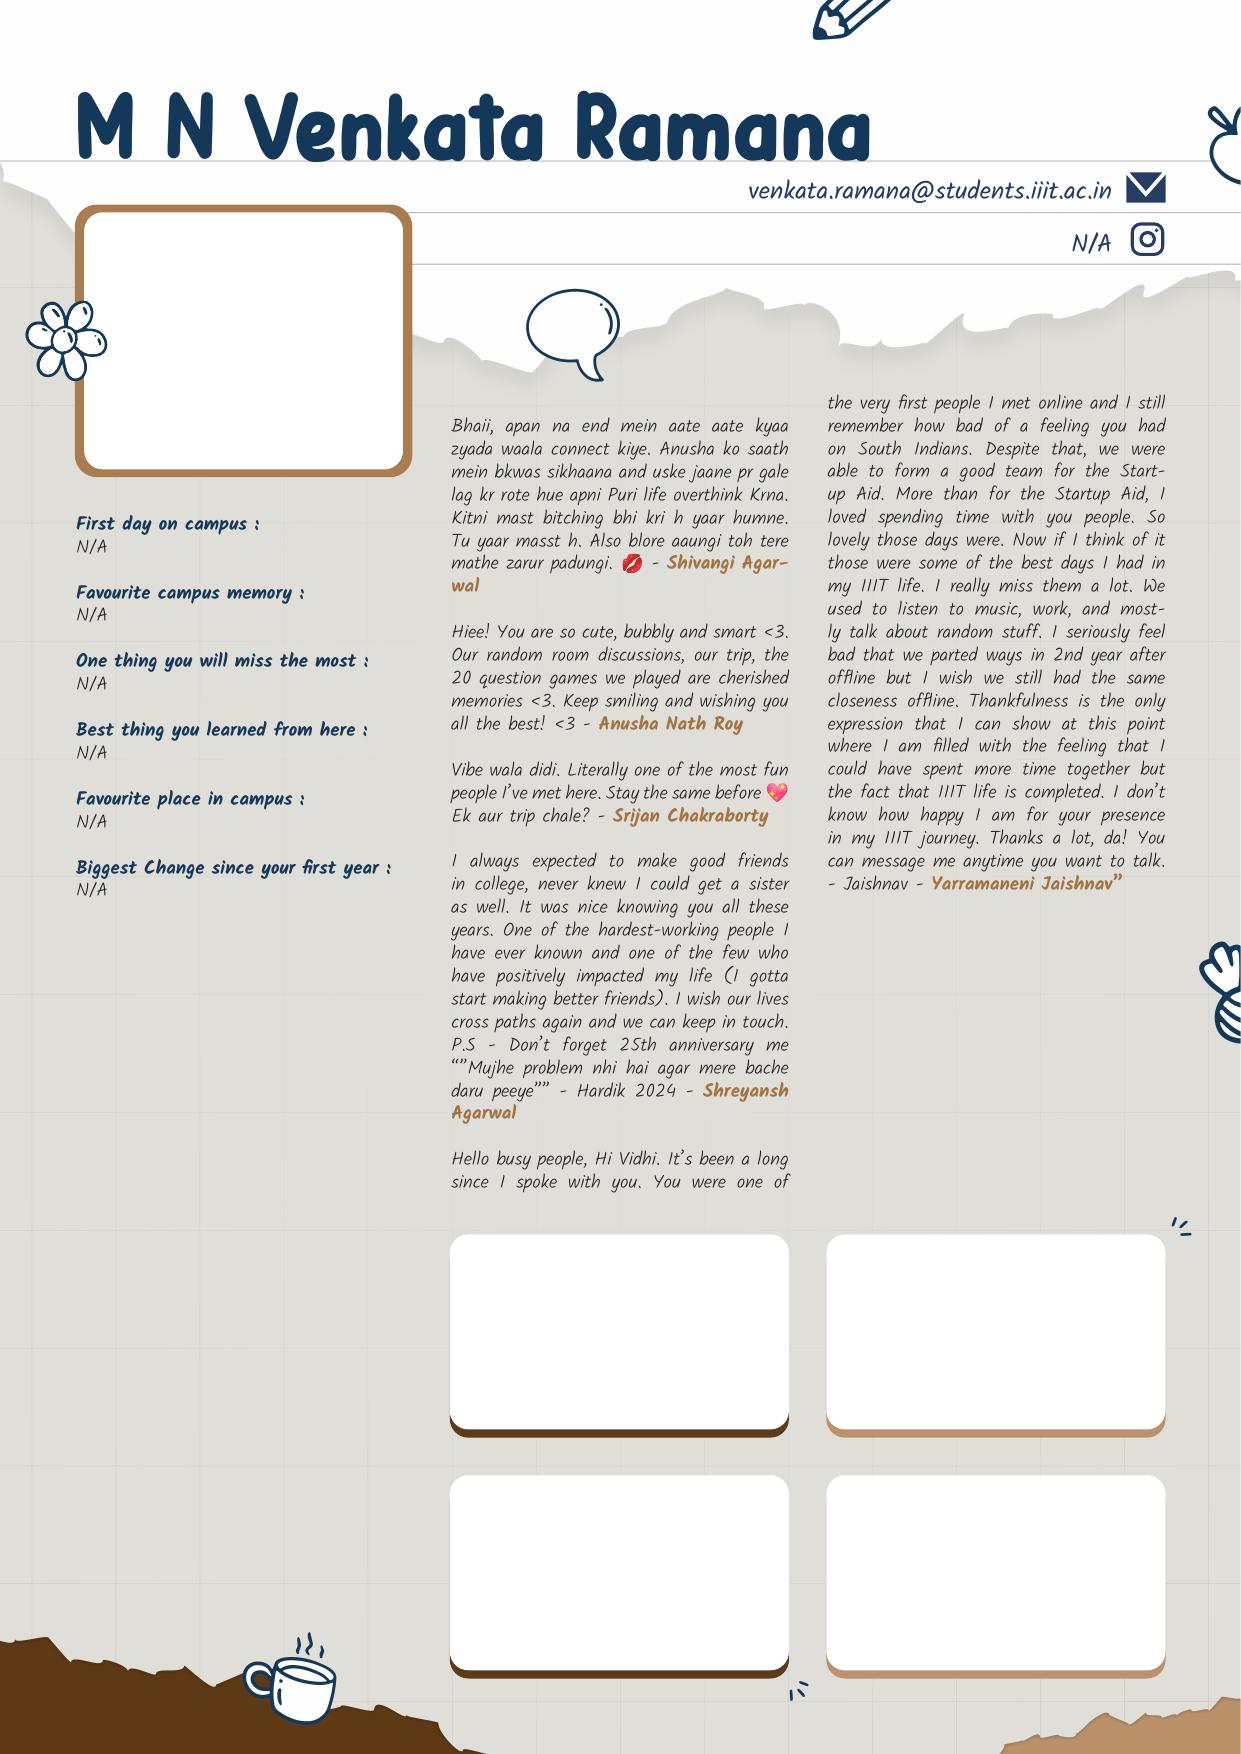 M N Venkata Ramana
venkata.ramana@students.iiit.ac.in
N/A
First day on campus :
N/A
Favourite campus memory :
N/A
One thing you will miss the most :
N/A
Best thing you learned from here :
N/A
Favourite place in campus :
N/A
Biggest Change since your first year :
N/A
Bhaii, apan na end mein aate aate kyaa
zyada waala connect kiye. Anusha ko saath
mein bkwas sikhaana and uske jaane pr gale
lag kr rote hue apni Puri life overthink Krna.
Kitni mast bitching bhi kri h yaar humne.
Tu yaar masst h. Also blore aaungi toh tere
mathe zarur padungi. 💋 - Shivangi Agar-
wal
Hiee! You are so cute, bubbly and smart <3.
Our random room discussions, our trip, the
20 question games we played are cherished
memories <3. Keep smiling and wishing you
all the best! <3 - Anusha Nath Roy
Vibe wala didi. Literally one of the most fun
people I've met here. Stay the same before 💖
Ek aur trip chale? - Srijan Chakraborty
I always expected to make good friends
in college, never knew I could get a sister
as well. It was nice knowing you all these
years. One of the hardest-working people I
have ever known and one of the few who
have positively impacted my life (I gotta
start making better friends). I wish our lives
cross paths again and we can keep in touch.
P.S - Don't forget 25th anniversary me
“”Mujhe problem nhi hai agar mere bache
daru peeye”” - Hardik 2024 - Shreyansh
Agarwal
Hello busy people, Hi Vidhi. It's been a long
since I spoke with you. You were one of
the very first people I met online and I still
remember how bad of a feeling you had
on South Indians. Despite that, we were
able to form a good team for the Start-
up Aid. More than for the Startup Aid, I
loved spending time with you people. So
lovely those days were. Now if I think of it
those were some of the best days I had in
my IIIT life. I really miss them a lot. We
used to listen to music, work, and most-
ly talk about random stuff. I seriously feel
bad that we parted ways in 2nd year after
offline but I wish we still had the same
closeness offline. Thankfulness is the only
expression that I can show at this point
where I am filled with the feeling that I
could have spent more time together but
the fact that IIIT life is completed. I don't
know how happy I am for your presence
in my IIIT journey. Thanks a lot, da! You
can message me anytime you want to talk.
- Jaishnav - Yarramaneni Jaishnav”